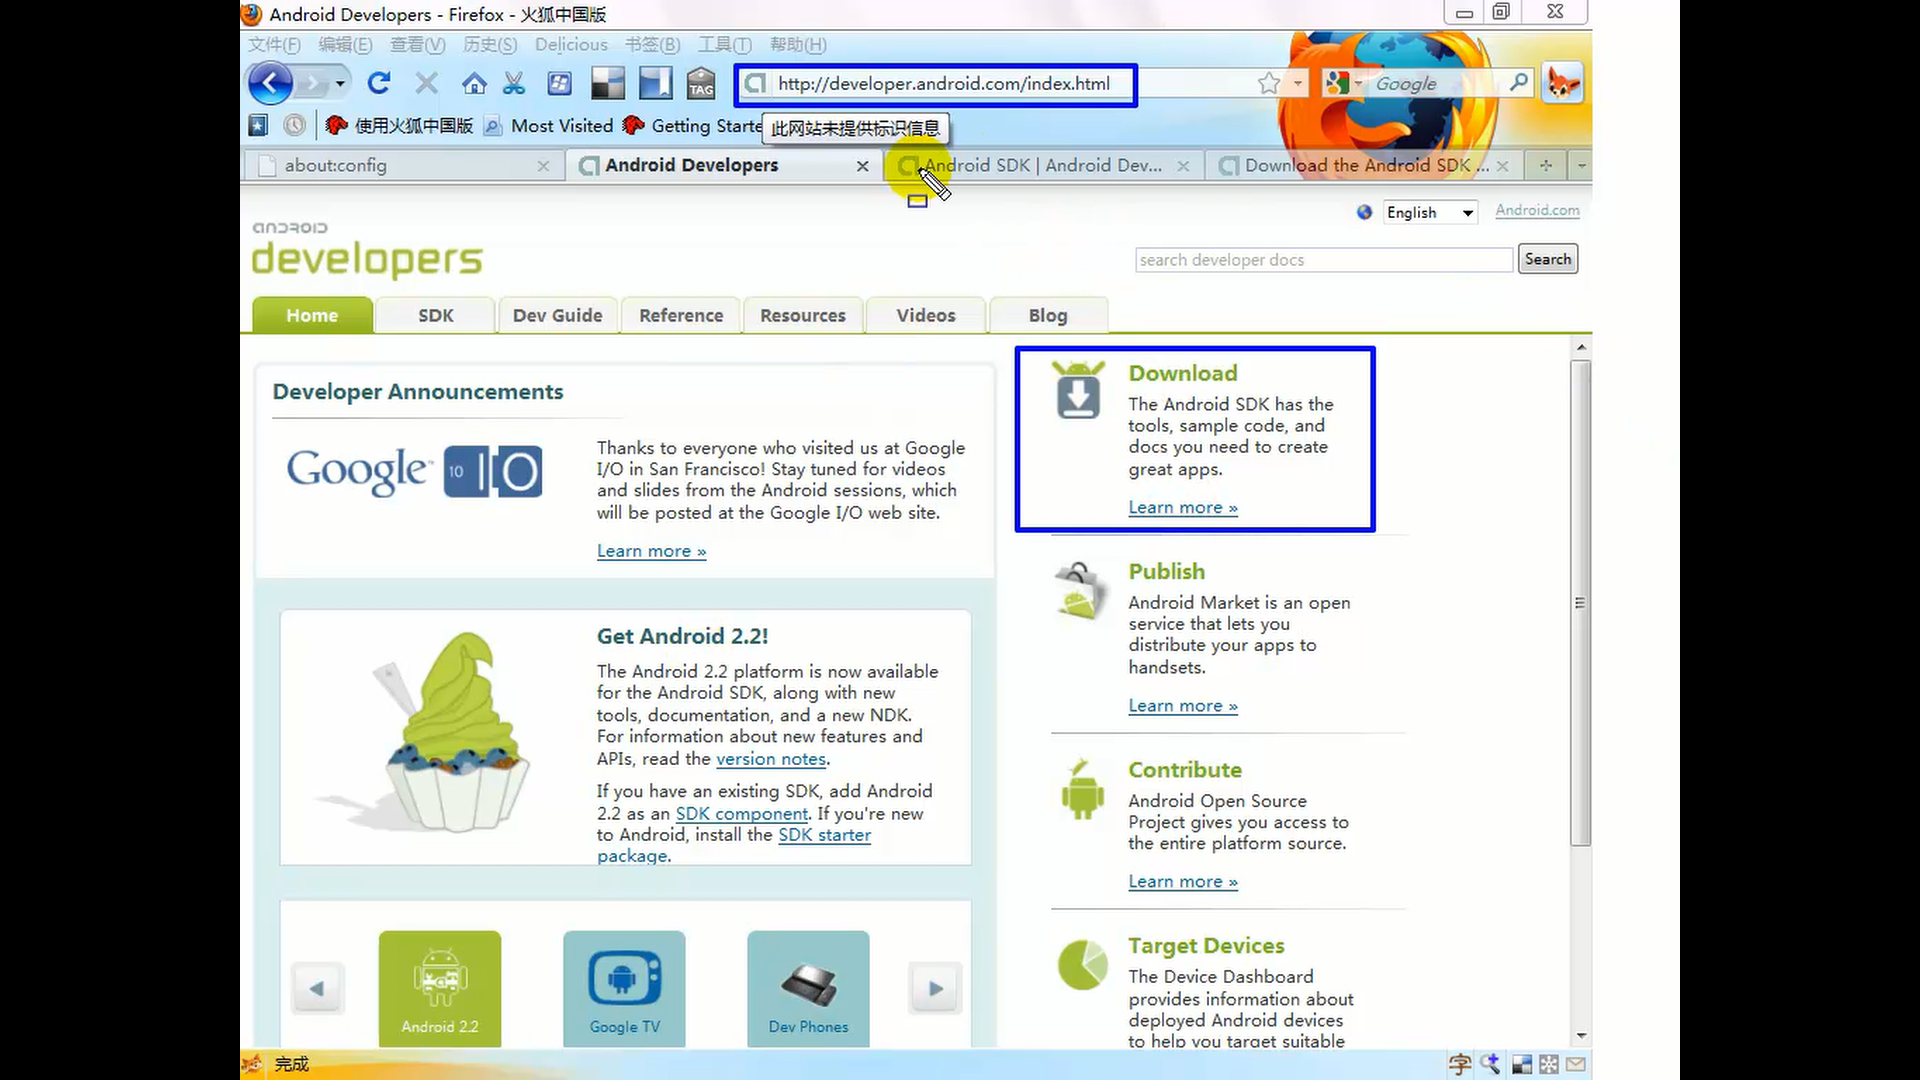 Android Developers - Firefox - 火狐中国版
文件(F) 编辑(E) 查看(V) 历史(S) Delicious 书签(B) 工具(T) 帮助(H)
TAG
http://developer.android.com/index.html
Google
使用火狐中国版 Most Visited Getting Starte
此网站未提供标识信息
about:config
Android Developers
Android SDK | Android Dev...
Download the Android SDK ...
English
Android.com
android
developers
search developer docs
Search
Home SDK Dev Guide Reference Resources Videos Blog
Developer Announcements
Google 10 IO
Thanks to everyone who visited us at Google
I/O in San Francisco! Stay tuned for videos
and slides from the Android sessions, which
will be posted at the Google I/O web site.
Learn more »
Get Android 2.2!
The Android 2.2 platform is now available
for the Android SDK, along with new
tools, documentation, and a new NDK.
For information about new features and
APIs, read the version notes.
If you have an existing SDK, add Android
2.2 as an SDK component. If you're new
to Android, install the SDK starter
package.
Android 2.2
Google TV
Dev Phones
Download
The Android SDK has the
tools, sample code, and
docs you need to create
great apps.
Learn more »
Publish
Android Market is an open
service that lets you
distribute your apps to
handsets.
Learn more »
Contribute
Android Open Source
Project gives you access to
the entire platform source.
Learn more »
Target Devices
The Device Dashboard
provides information about
deployed Android devices
to help you target suitable
完成
字